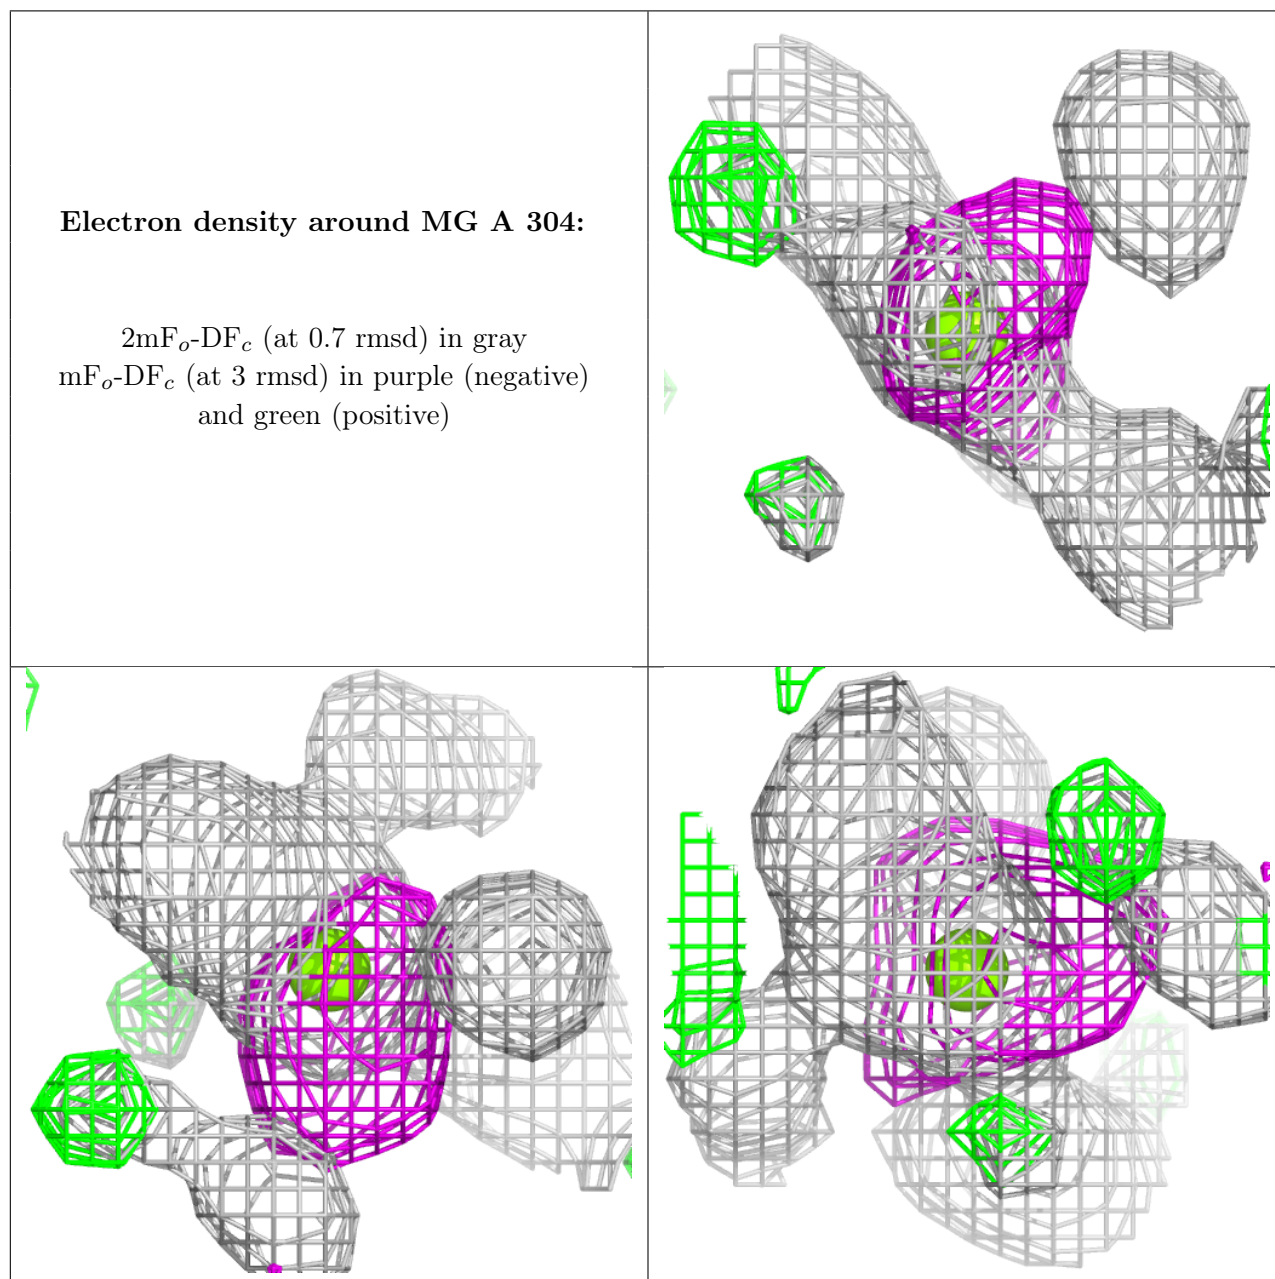 Electron density around MG A 304:
2mFo-DFc (at 0.7 rmsd) in gray
mFo-DFc (at 3 rmsd) in purple (negative)
and green (positive)